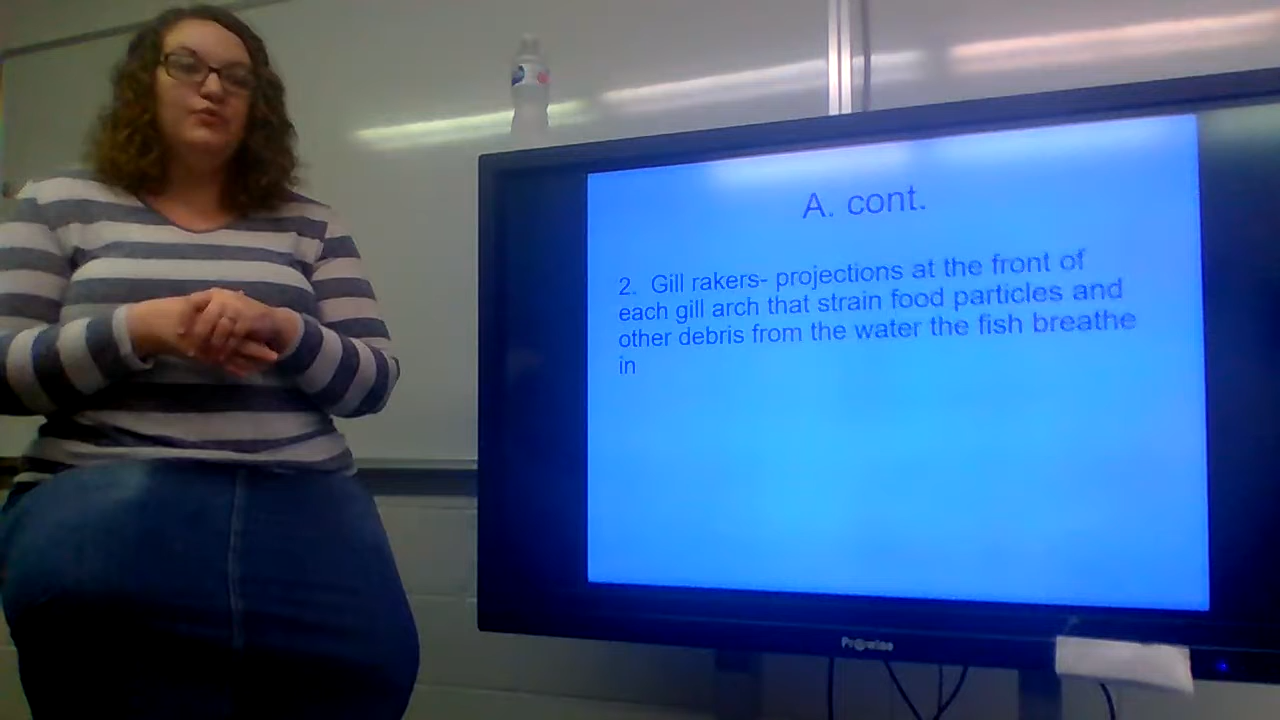 A. cont.
2. Gill rakers- projections at the front of
each gill arch that strain food particles and
other debris from the water the fish breathe
in